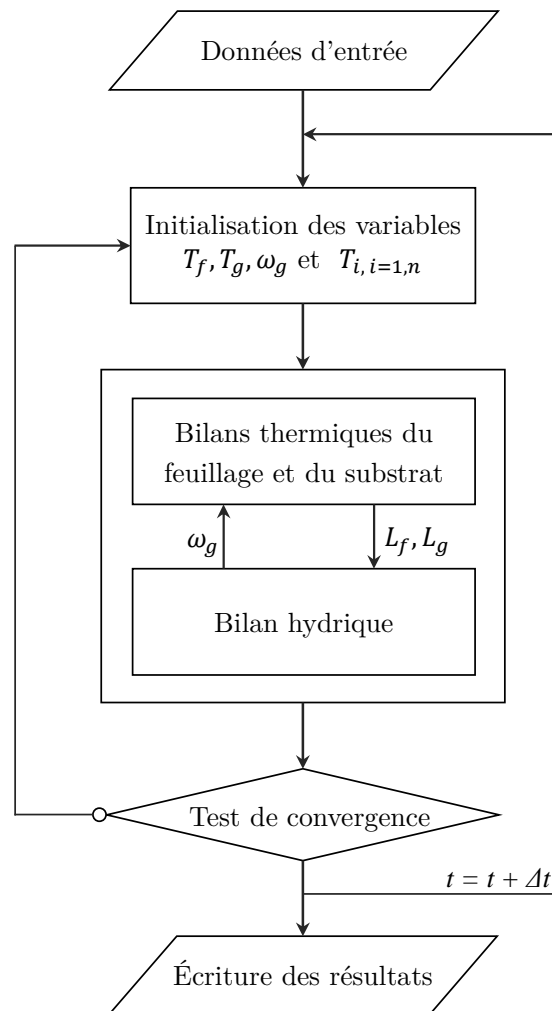 Données d'entrée
Initialisation des variables
T_f, T_g, ω_g et T_{i, i=1,n}
Bilans thermiques du
feuillage et du substrat
ω_g
L_f, L_g
Bilan hydrique
Test de convergence
t = t + Δt
Écriture des résultats